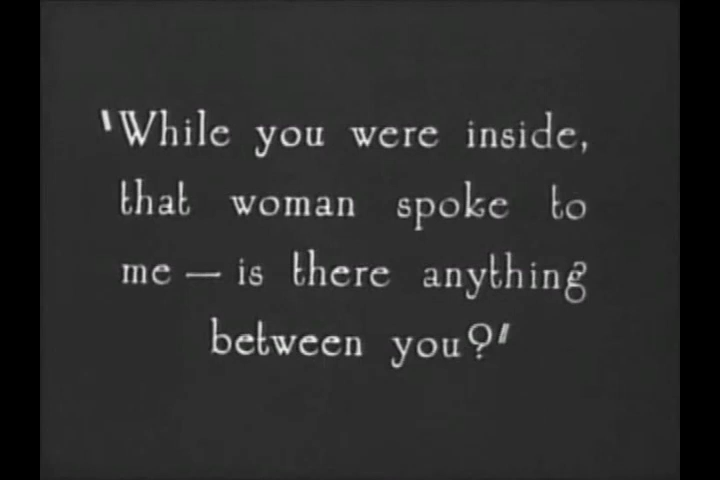 'While you were inside,
that woman spoke to
me — is there anything
between you?'